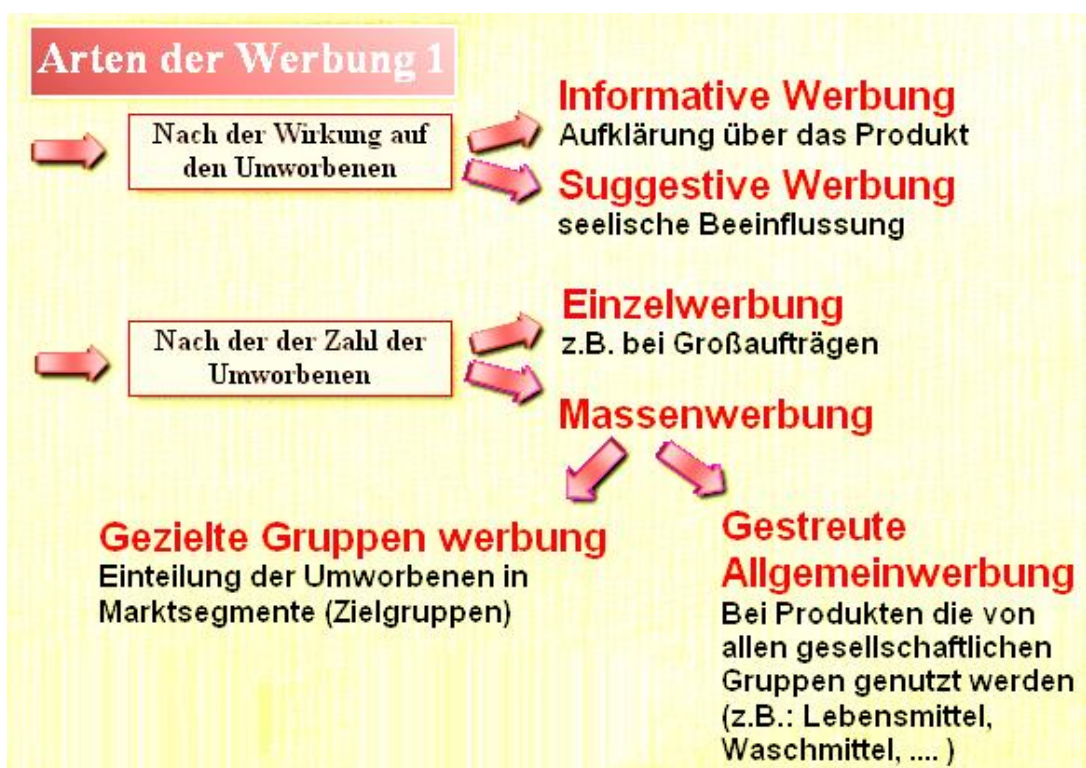 Arten der Werbung 1
Nach der Wirkung auf
den Umworbenen
Informative Werbung
Aufklärung über das Produkt
Suggestive Werbung
seelische Beeinflussung
Nach der der Zahl der
Umworbenen
Einzelwerbung
z.B. bei Großaufträgen
Massenwerbung
Gezielte Gruppen werbung
Einteilung der Umworbenen in
Marktsegmente (Zielgruppen)
Gestreute
Allgemeinwerbung
Bei Produkten die von
allen gesellschaftlichen
Gruppen genutzt werden
(z.B.: Lebensmittel,
Waschmittel, .... )